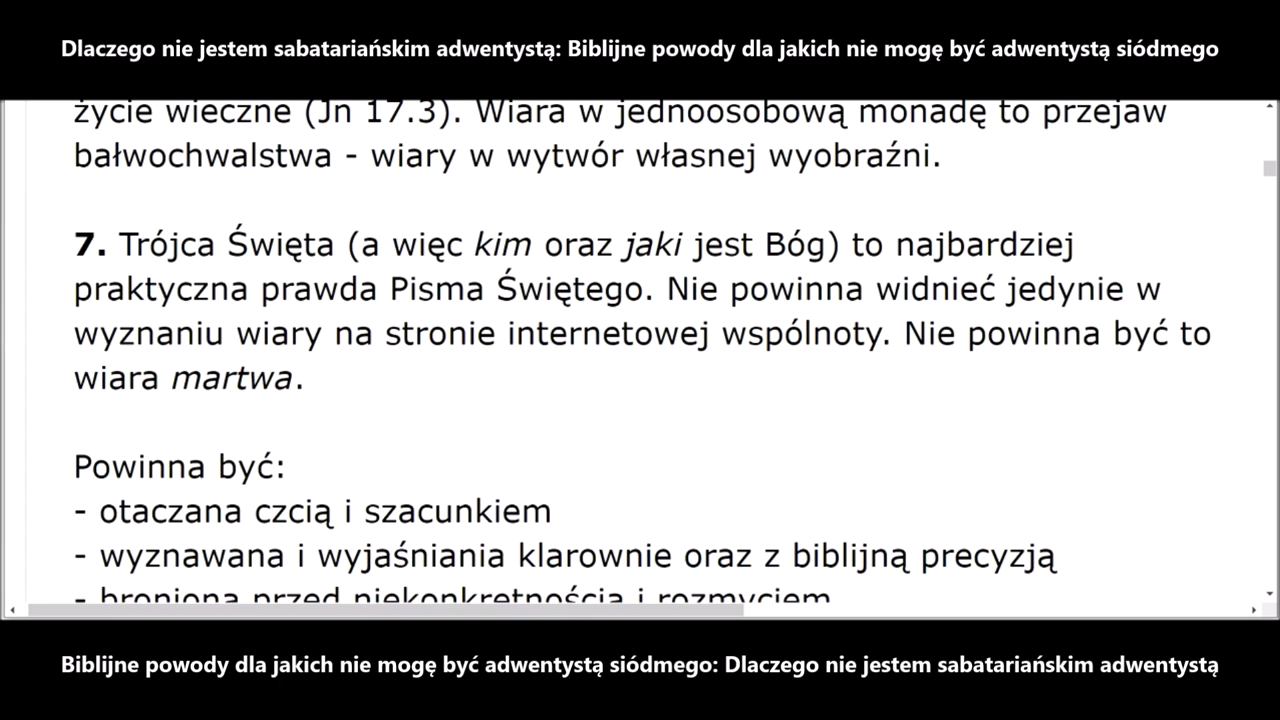 Dlaczego nie jestem sabatariańskim adwentystą: Biblijne powody dla jakich nie mogę być adwentystą siódmego
życie wieczne (Jn 17.3). Wiara w jednoosobową monadę to przejaw
bałwochwalstwa - wiary w wytwór własnej wyobraźni.
7. Trójca Święta (a więc kim oraz jaki jest Bóg) to najbardziej
praktyczna prawda Pisma Świętego. Nie powinna widnieć jedynie w
wyznaniu wiary na stronie internetowej wspólnoty. Nie powinna być to
wiara martwa.
Powinna być:
- otaczana czcią i szacunkiem
- wyznawana i wyjaśniania klarownie oraz z biblijną precyzją
- broniona przed niekonkretnością i rozmyciem
Biblijne powody dla jakich nie mogę być adwentystą siódmego: Dlaczego nie jestem sabatariańskim adwentystą